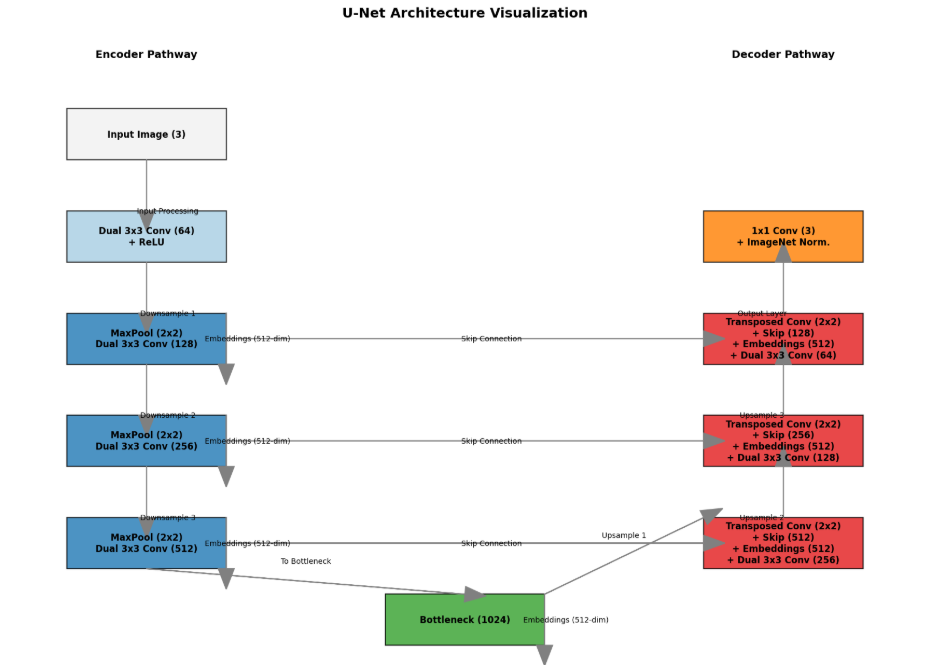 U-Net Architecture Visualization
Encoder Pathway
Decoder Pathway
Input Image (3)
Input Processing
Dual 3x3 Conv (64)
+ ReLU
1x1 Conv (3)
+ ImageNet Norm.
Downsample 1
MaxPool (2x2)
Dual 3x3 Conv (128)
Embeddings (512-dim)
Skip Connection
Output Layer
Transposed Conv (2x2)
+ Skip (128)
+ Embeddings (512)
+ Dual 3x3 Conv (64)
Downsample 2
MaxPool (2x2)
Dual 3x3 Conv (256)
Embeddings (512-dim)
Skip Connection
Upsample 3
Transposed Conv (2x2)
+ Skip (256)
+ Embeddings (512)
+ Dual 3x3 Conv (128)
Downsample 3
MaxPool (2x2)
Dual 3x3 Conv (512)
Embeddings (512-dim)
Skip Connection
Upsample 2
Transposed Conv (2x2)
+ Skip (512)
+ Embeddings (512)
+ Dual 3x3 Conv (256)
Upsample 1
To Bottleneck
Bottleneck (1024)
Embeddings (512-dim)